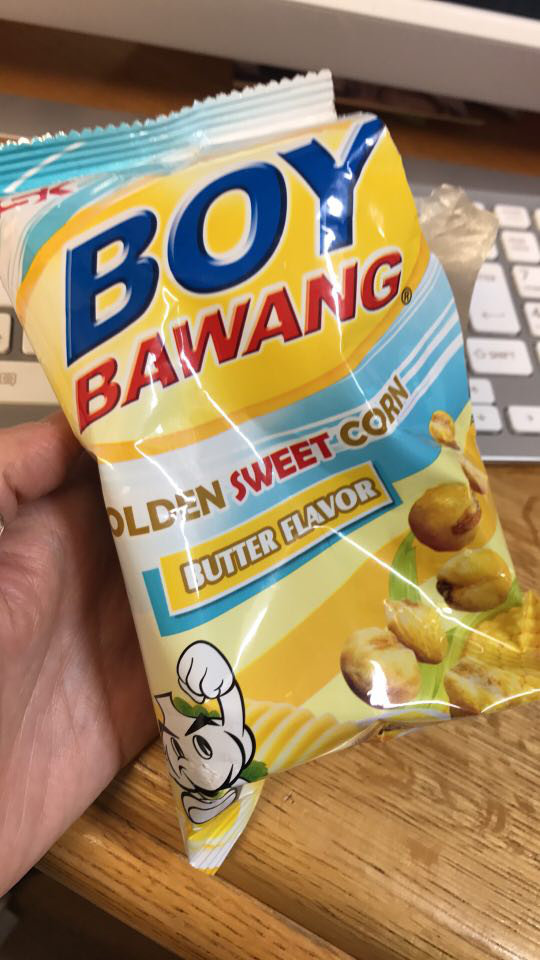 BOY
BAWANG®
OLDEN SWEET CORN
BUTTER FLAVOR